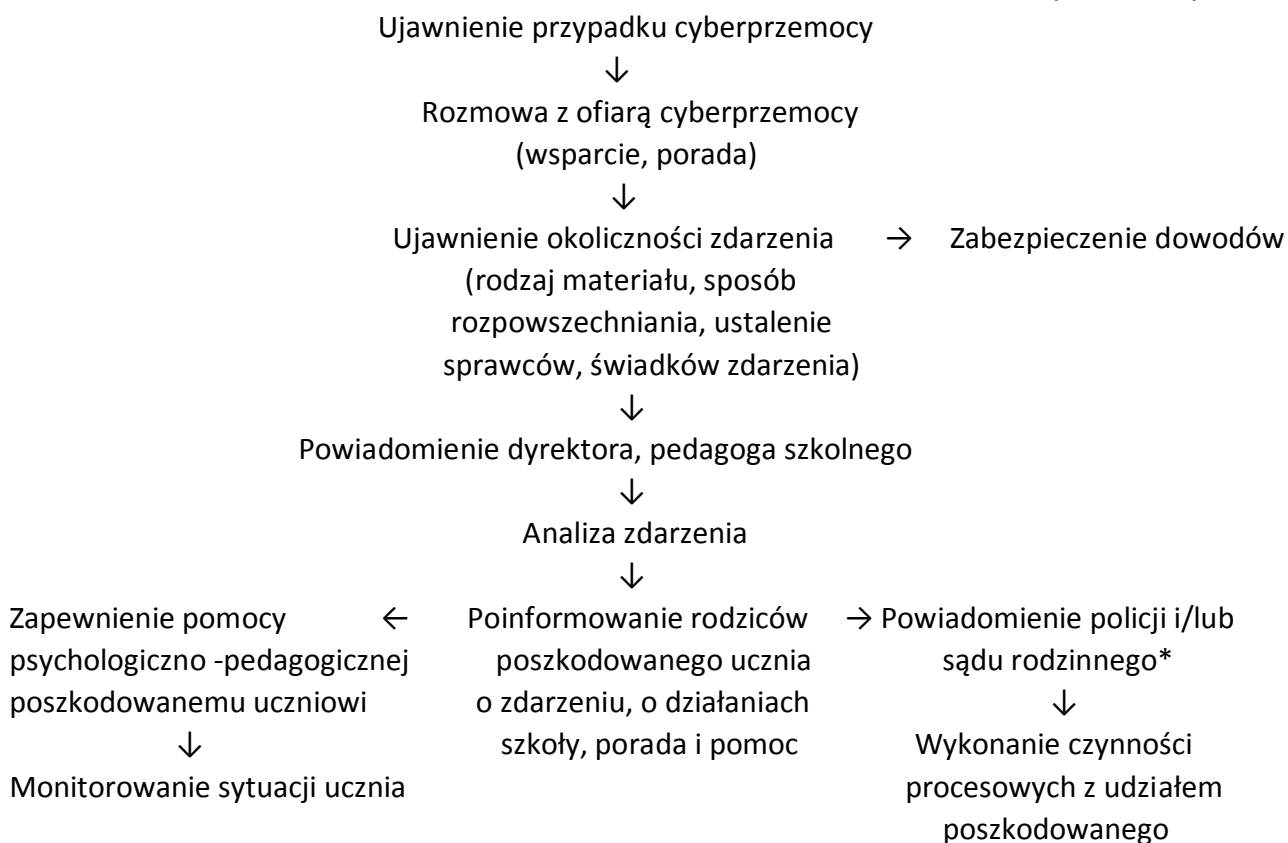 Ujawnienie przypadku cyberprzemocy
↓
Rozmowa z ofiarą cyberprzemocy
(wsparcie, porada)
↓
Ujawnienie okoliczności zdarzenia → Zabezpieczenie dowodów
(rodzaj materiału, sposób
rozpowszechniania, ustalenie
sprawców, świadków zdarzenia)
↓
Powiadomienie dyrektora, pedagoga szkolnego
↓
Analiza zdarzenia
↓
Zapewnienie pomocy ← Poinformowanie rodziców → Powiadomienie policji i/lub
psychologiczno -pedagogicznej poszkodowanego ucznia sądu rodzinnego*
poszkodowanemu uczniowi o zdarzeniu, o działaniach ↓
↓ szkoły, porada i pomoc Wykonanie czynności
Monitorowanie sytuacji ucznia procesowych z udziałem
poszkodowanego